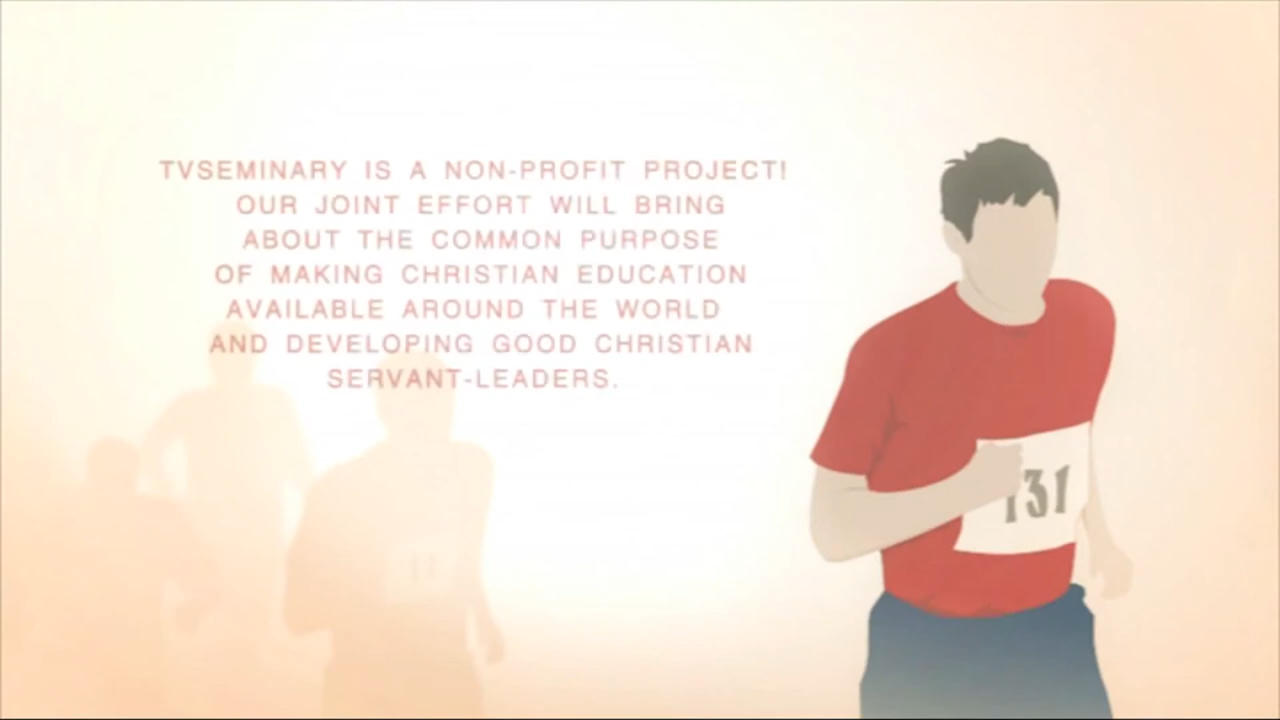 TVSEMINARY IS A NON-PROFIT PROJECT!
OUR JOINT EFFORT WILL BRING
ABOUT THE COMMON PURPOSE
OF MAKING CHRISTIAN EDUCATION
AVAILABLE AROUND THE WORLD
AND DEVELOPING GOOD CHRISTIAN
SERVANT-LEADERS.
131